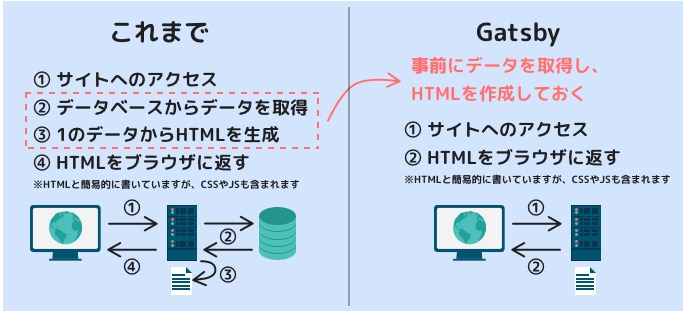 これまで
① サイトへのアクセス
② データベースからデータを取得
③ 1のデータからHTMLを生成
④ HTMLをブラウザに返す
※HTMLと簡易的に書いていますが、CSSやJSも含まれます
①
②
④
③
Gatsby
事前にデータを取得し、
HTMLを作成しておく
① サイトへのアクセス
② HTMLをブラウザに返す
※HTMLと簡易的に書いていますが、CSSやJSも含まれます
①
②